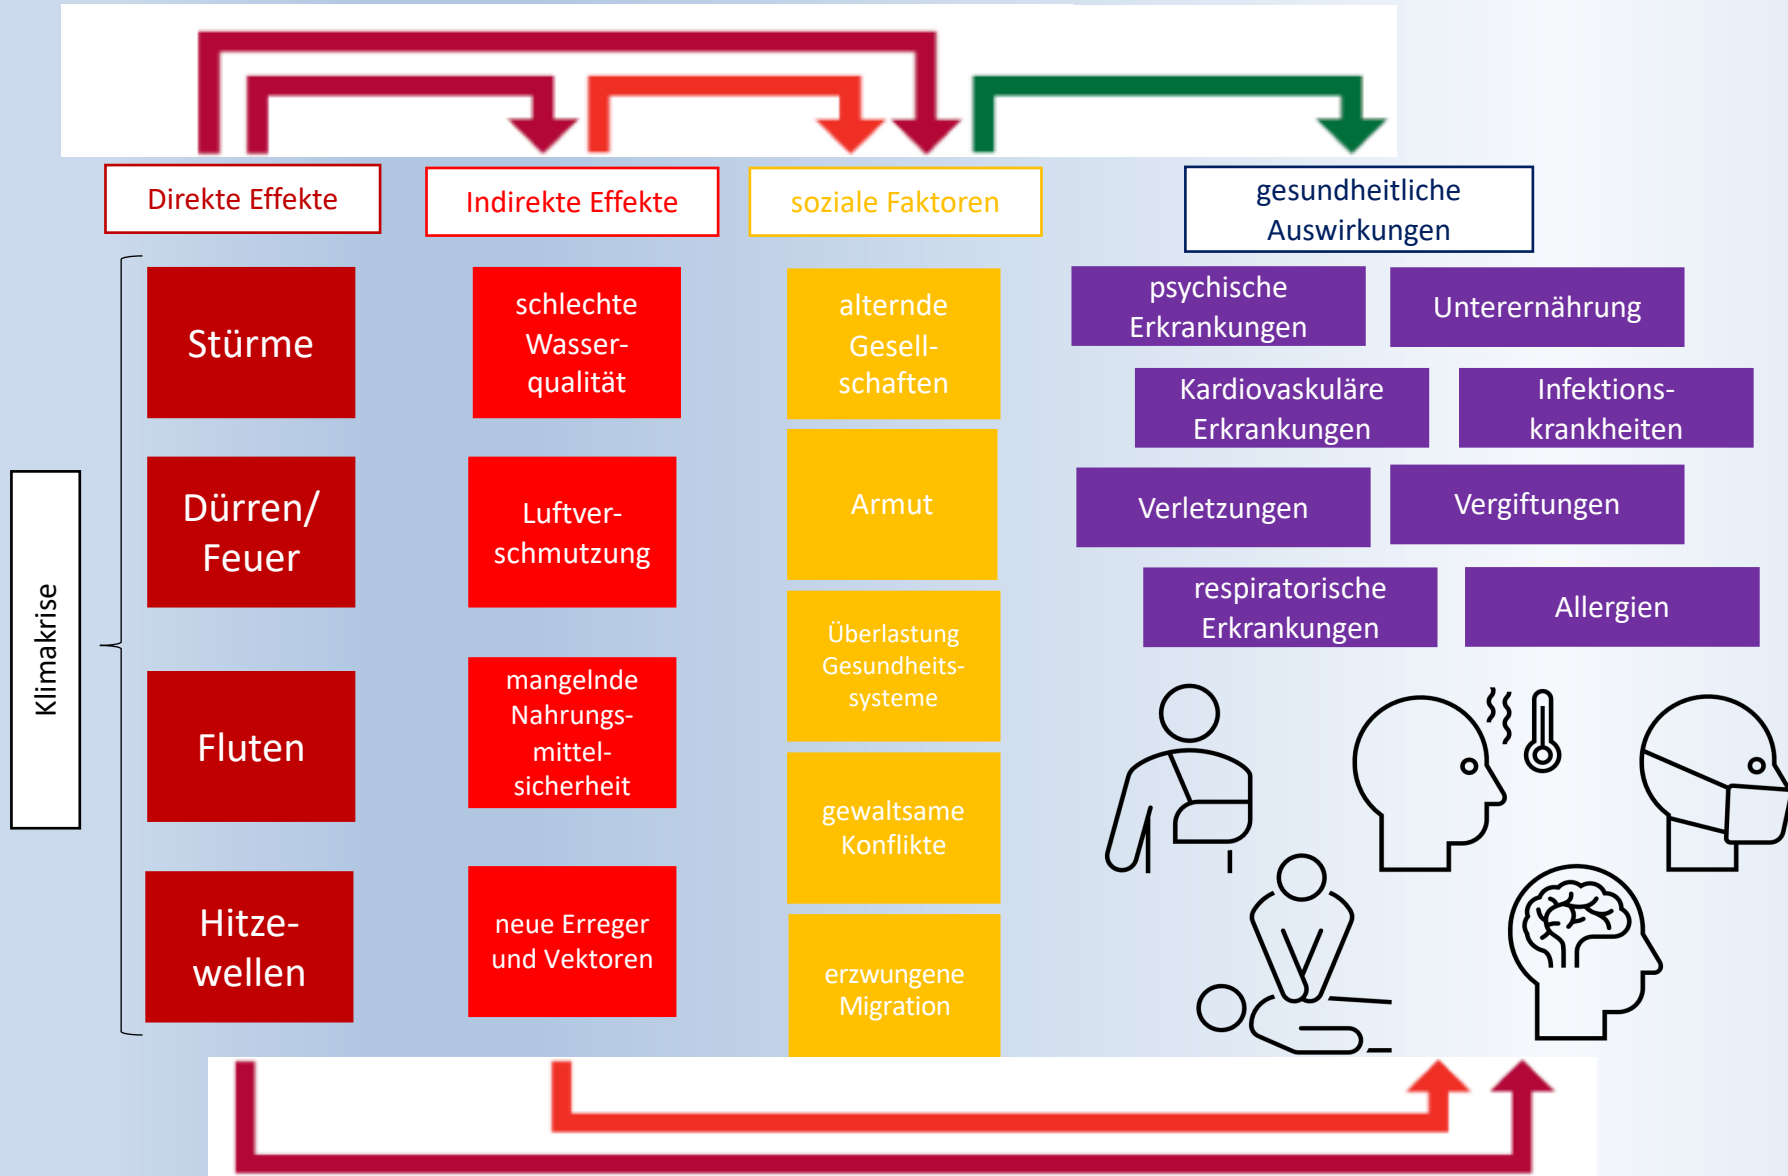 Klimakrise
Direkte Effekte
Stürme
Dürren/
Feuer
Fluten
Hitze-
wellen
Indirekte Effekte
schlechte
Wasser-
qualität
Luftver-
schmutzung
mangelnde
Nahrungs-
mittel-
sicherheit
neue Erreger
und Vektoren
soziale Faktoren
alternde
Gesell-
schaften
Armut
Überlastung
Gesundheits-
systeme
gewaltsame
Konflikte
erzwungene
Migration
gesundheitliche
Auswirkungen
psychische
Erkrankungen
Unterernährung
Kardiovaskuläre
Erkrankungen
Infektions-
krankheiten
Verletzungen
Vergiftungen
respiratorische
Erkrankungen
Allergien